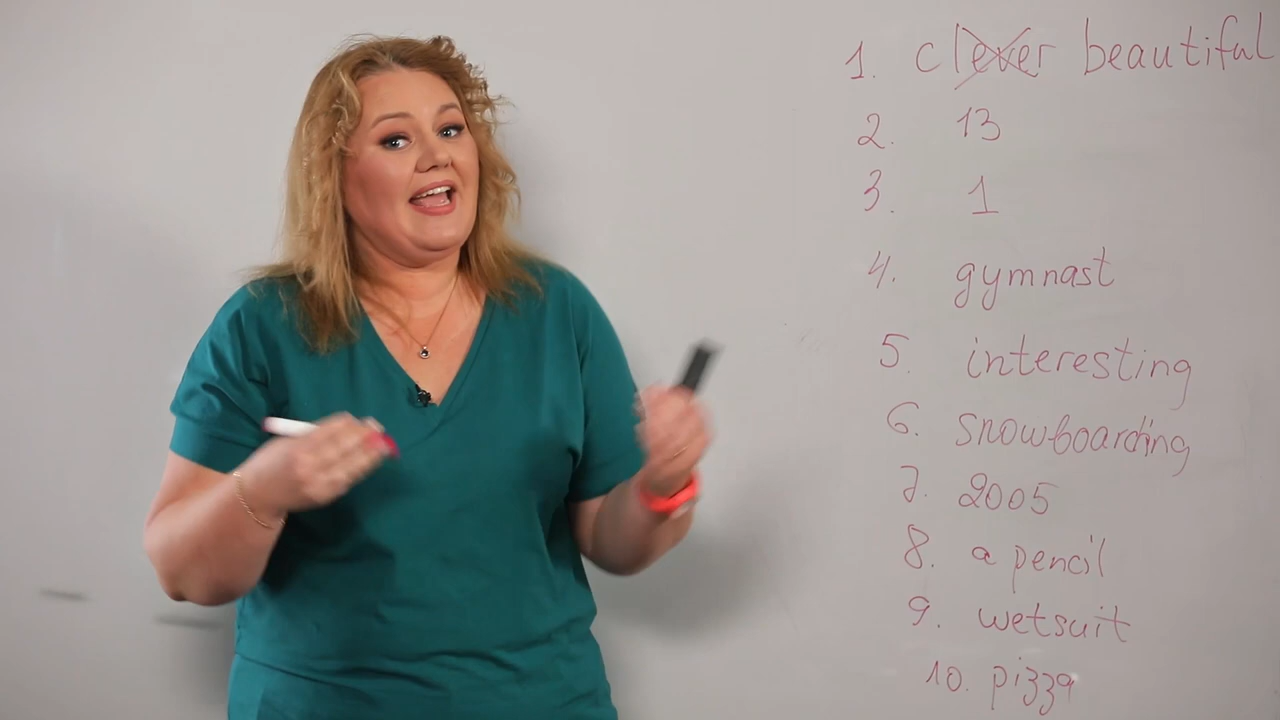 1. clever beautiful
2. 13
3. 1
4. gymnast
5. interesting
6. snowboarding
7. 2005
8. a pencil
9. wetsuit
10. pizza